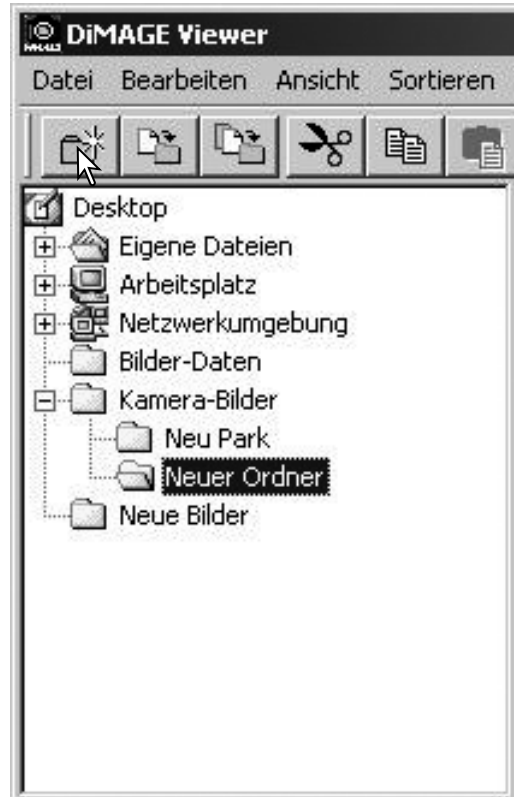 DiMAGE Viewer
Datei Bearbeiten Ansicht Sortieren
Desktop
Eigene Dateien
Arbeitsplatz
Netzwerkumgebung
Bilder-Daten
Kamera-Bilder
Neu Park
Neuer Ordner
Neue Bilder